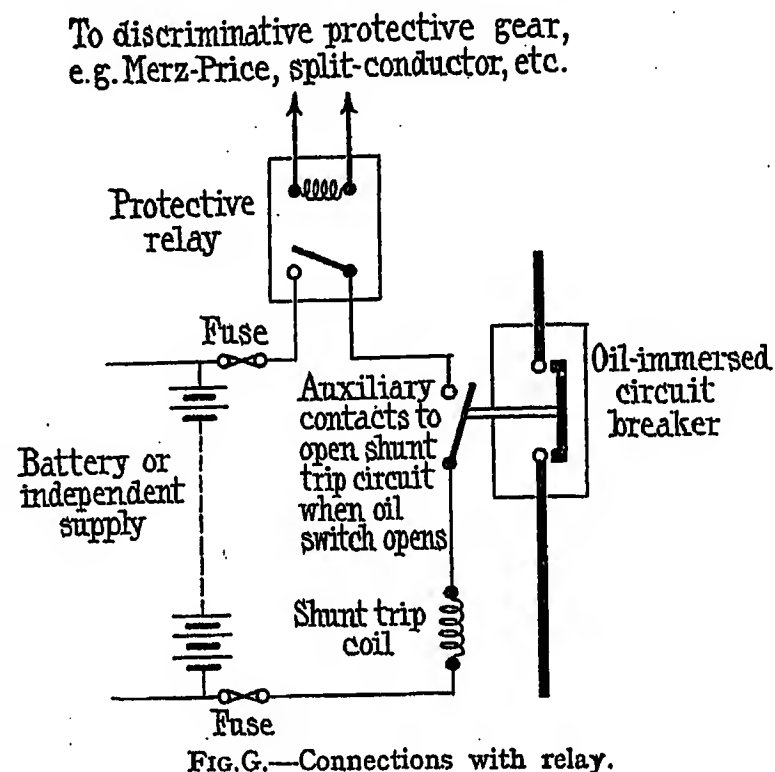 To discriminative protective gear,
e.g. Merz-Price, split-conductor, etc.
Protective
relay
Fuse
Oil-immersed
circuit
breaker
Auxiliary
contacts to
open shunt
trip circuit
when oil
switch opens
Battery or
independent
supply
Shunt trip
coil
Fuse
FIG.G.—Connections with relay.